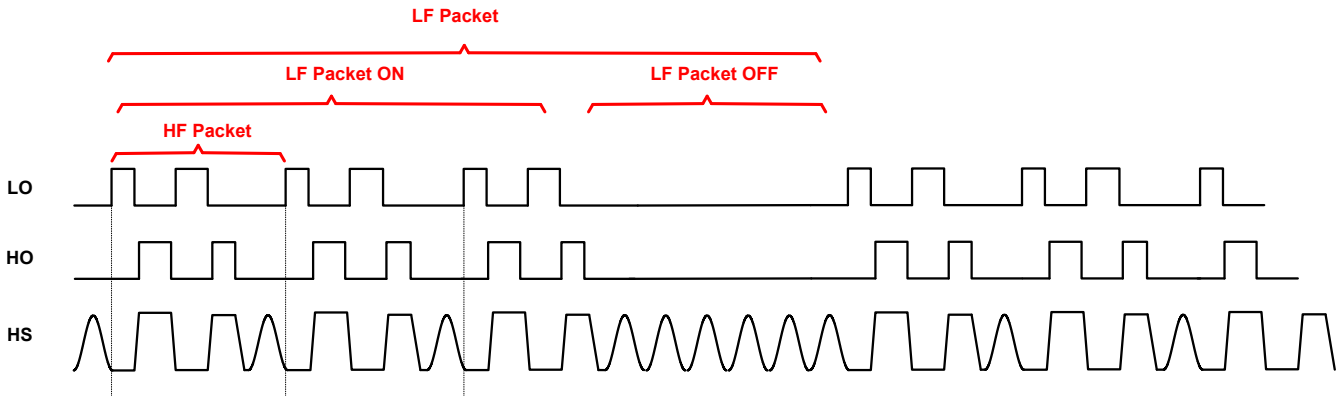 LF Packet
LF Packet ON
LF Packet OFF
HF Packet
LO
HO
HS